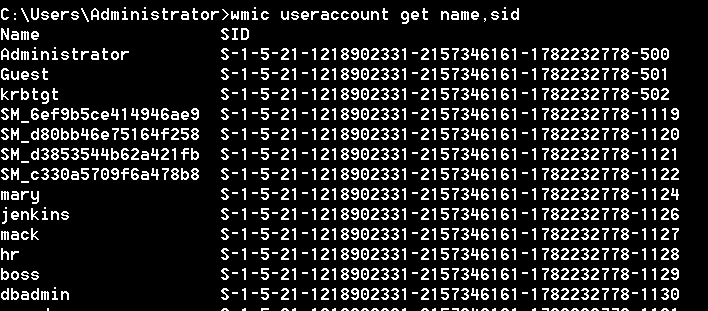 C:\Users\Administrator>wmic useraccount get name,sid
Name SID
Administrator S-1-5-21-1218902331-2157346161-1782232778-500
Guest S-1-5-21-1218902331-2157346161-1782232778-501
krbtgt S-1-5-21-1218902331-2157346161-1782232778-502
SM_6ef9b5ce414946ae9 S-1-5-21-1218902331-2157346161-1782232778-1119
SM_d80bb46e75164f258 S-1-5-21-1218902331-2157346161-1782232778-1120
SM_d3853544b62a421fb S-1-5-21-1218902331-2157346161-1782232778-1121
SM_c330a5709f6a478b8 S-1-5-21-1218902331-2157346161-1782232778-1122
mary S-1-5-21-1218902331-2157346161-1782232778-1124
jenkins S-1-5-21-1218902331-2157346161-1782232778-1126
mack S-1-5-21-1218902331-2157346161-1782232778-1127
hr S-1-5-21-1218902331-2157346161-1782232778-1128
boss S-1-5-21-1218902331-2157346161-1782232778-1129
dbadmin S-1-5-21-1218902331-2157346161-1782232778-1130